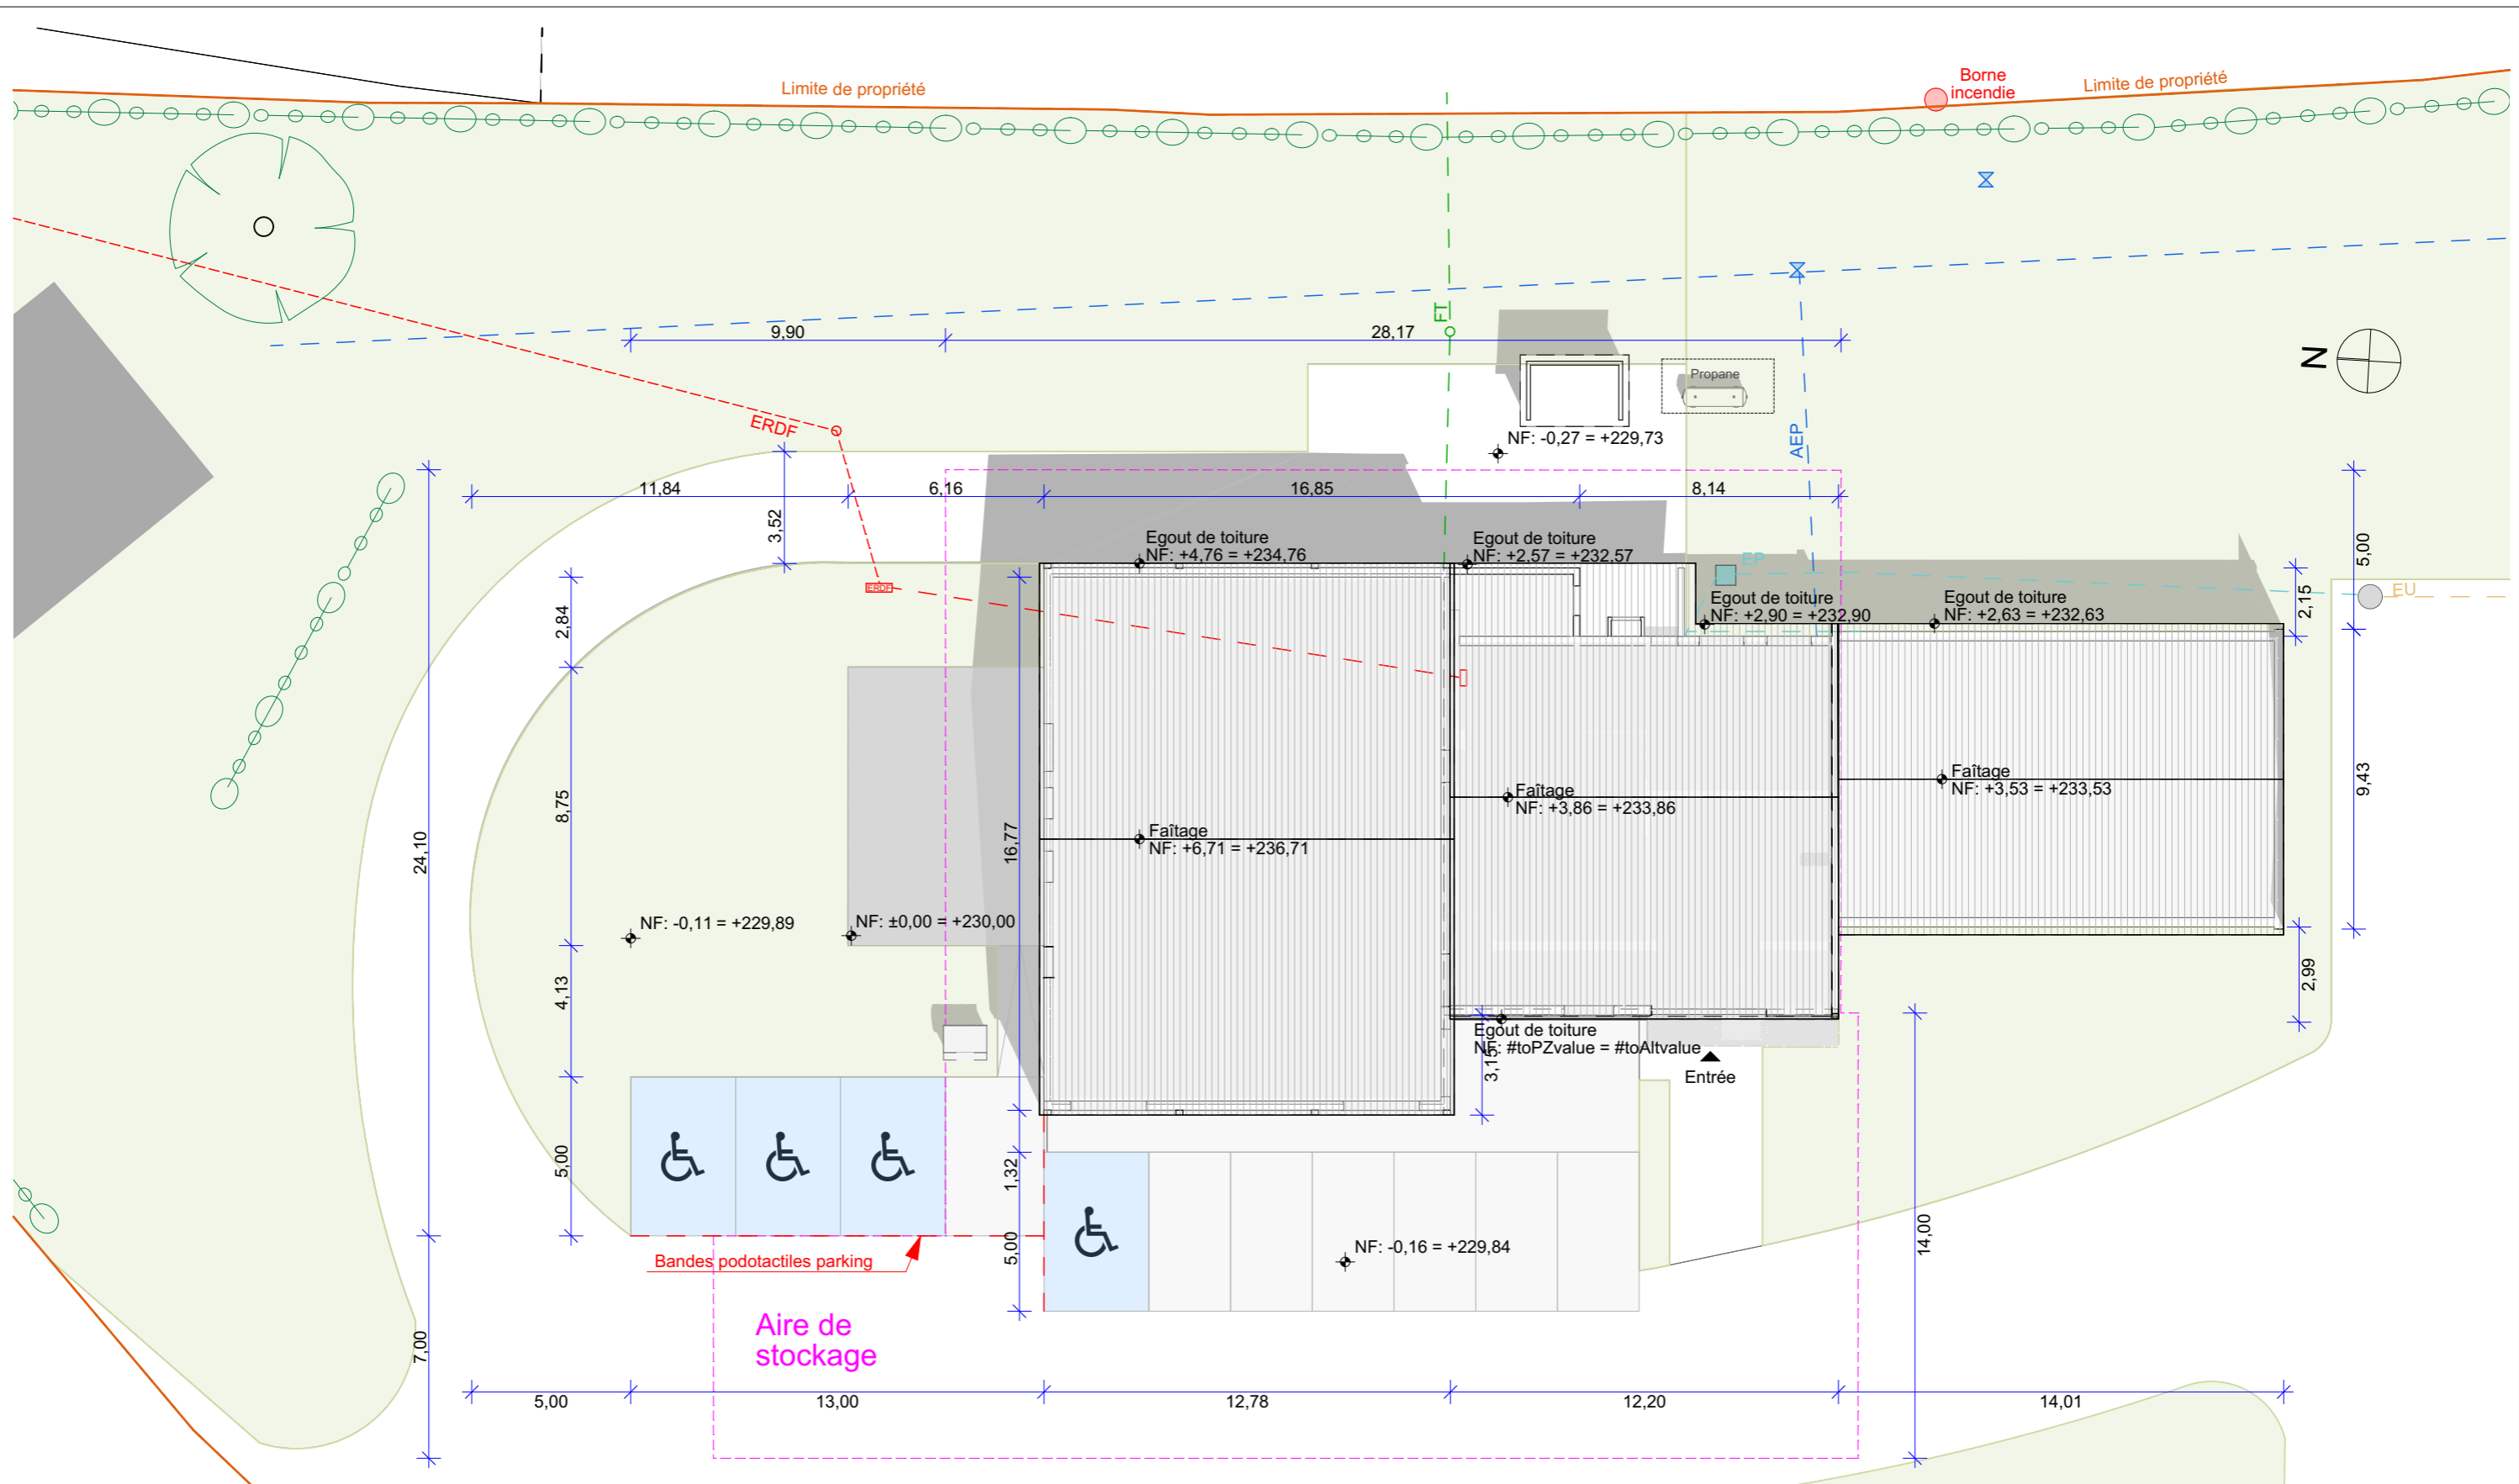 Limite de propriété
Borne
incendie
Limite de propriété
9,90
28,17
FT
Propane
N
ERDF
NF: -0,27 = +229,73
AEP
11,84
6,16
16,85
8,14
3,52
5,00
Egout de toiture
NF: +4,76 = +234,76
Egout de toiture
NF: +2,57 = +232,57
EP
ERDF
EU
Egout de toiture
NF: +2,90 = +232,90
Egout de toiture
NF: +2,63 = +232,63
2,15
2,84
8,75
24,10
16,77
Faîtage
NF: +3,53 = +233,53
9,43
Faîtage
NF: +3,86 = +233,86
Faîtage
NF: +6,71 = +236,71
NF: -0,11 = +229,89
NF: ±0,00 = +230,00
4,13
2,99
Egout de toiture
NF: #toPZvalue = #toAltvalue
3,15
Entrée
5,00
1,32
5,00
14,00
NF: -0,16 = +229,84
Bandes podotactiles parking
Aire de
stockage
7,00
5,00
13,00
12,78
12,20
14,01